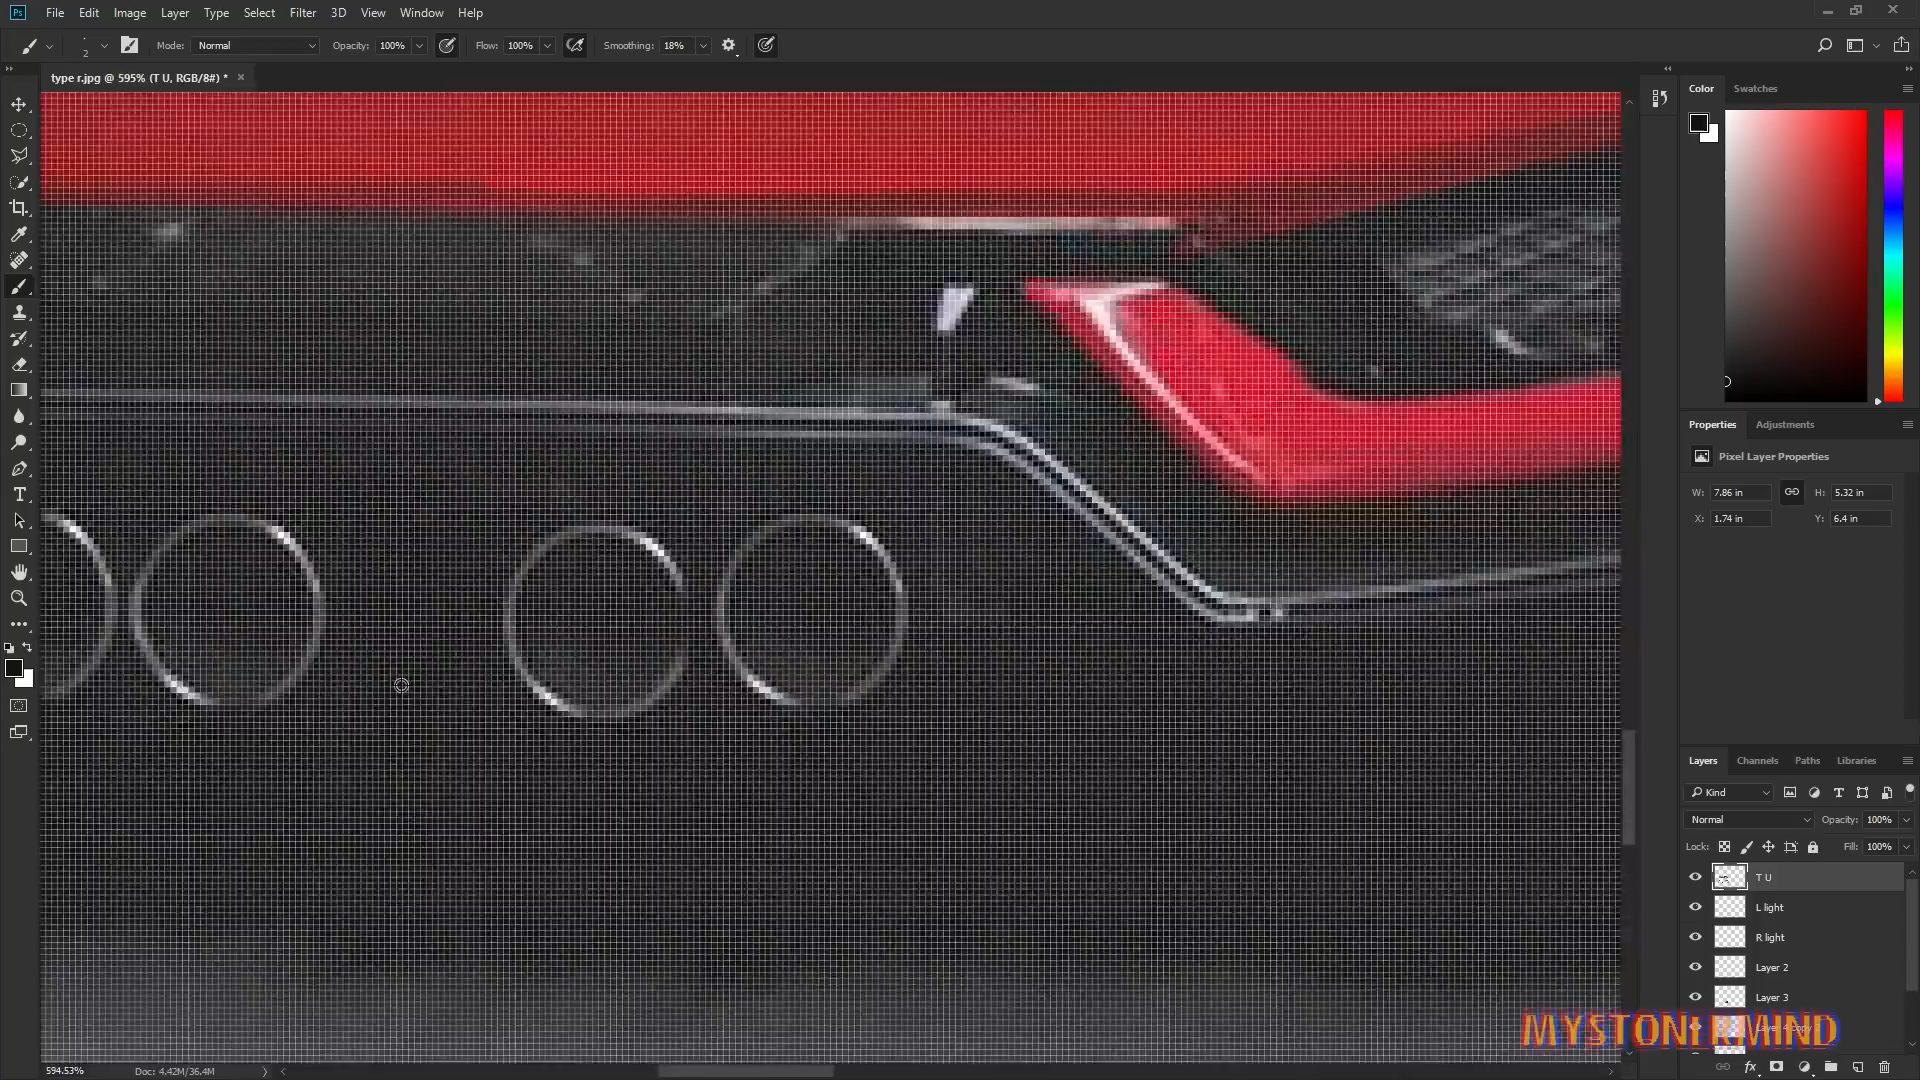 Ps File Edit Image Layer Type Select Filter 3D View Window Help
2 Mode: Normal Opacity: 100% Flow: 100% Smoothing: 18%
type r.jpg @ 595% (T U, RGB/8#) *
Color Swatches
Properties Adjustments
Pixel Layer Properties
W: 7.86 in H: 5.32 in
X: 1.74 in Y: 6.4 in
Layers Channels Paths Libraries
Kind
Normal Opacity: 100%
Lock: Fill: 100%
T U
L light
R light
Layer 2
Layer 3
MYSTONERMIND
594.53% Doc: 4.42M/36.4M